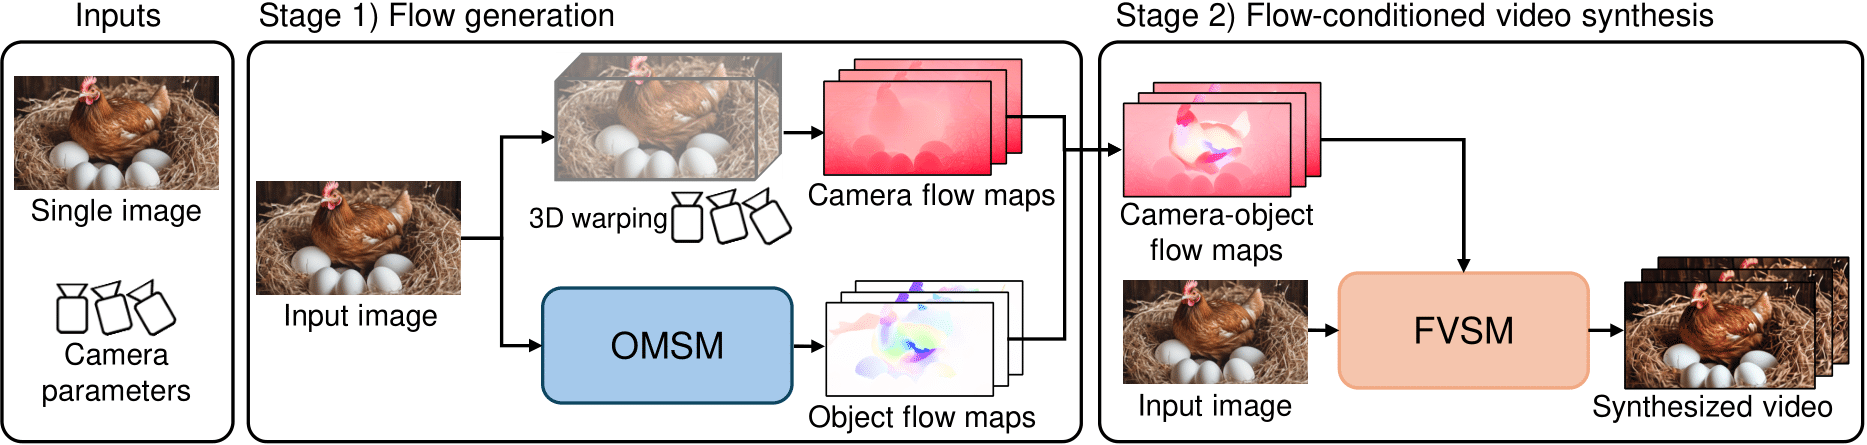 Inputs
Single image
Camera
parameters
Stage 1) Flow generation
Input image
3D warping
Camera flow maps
OMSM
Object flow maps
Stage 2) Flow-conditioned video synthesis
Camera-object
flow maps
Input image
FVSM
Synthesized video